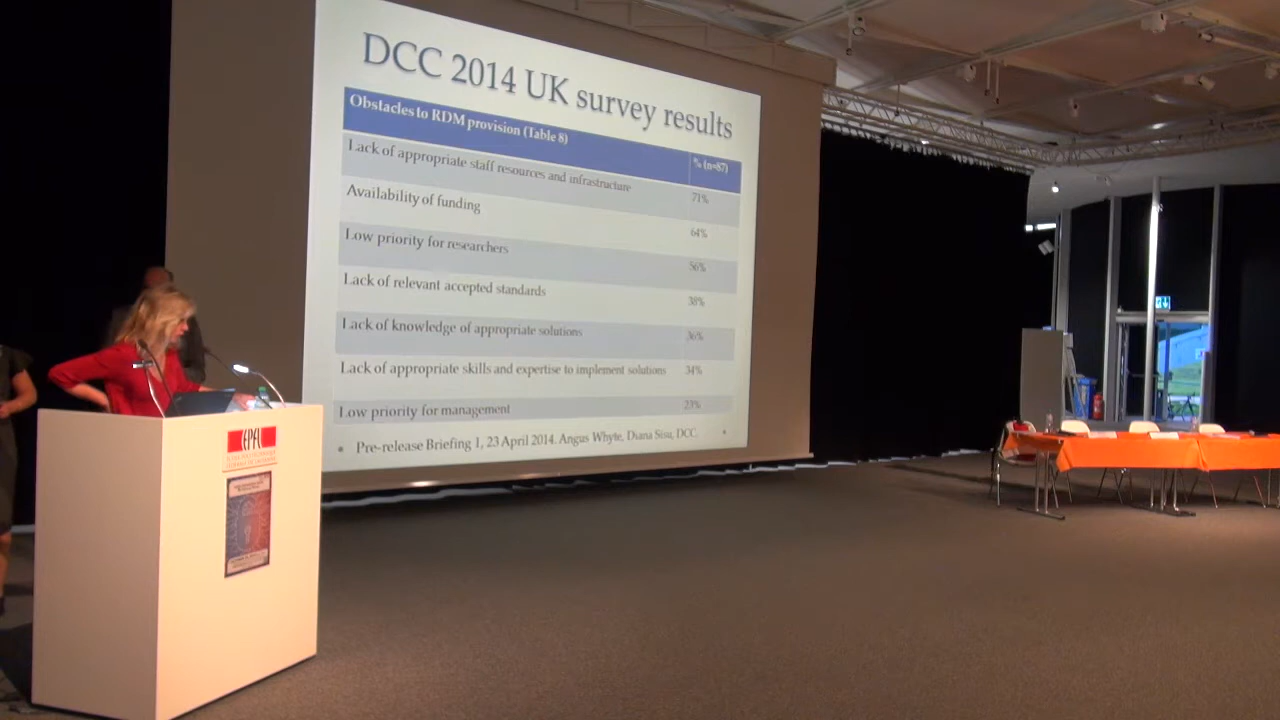 DCC 2014 UK survey results
Obstacles to RDM provision (Table 8) % (n=87)
Lack of appropriate staff resources and infrastructure 71%
Availability of funding 64%
Low priority for researchers 56%
Lack of relevant accepted standards 38%
Lack of knowledge of appropriate solutions 36%
Lack of appropriate skills and expertise to implement solutions 34%
Low priority for management 23%
Pre-release Briefing 1, 23 April 2014. Angus Whyte, Diana Sisu, DCC.
EPFL